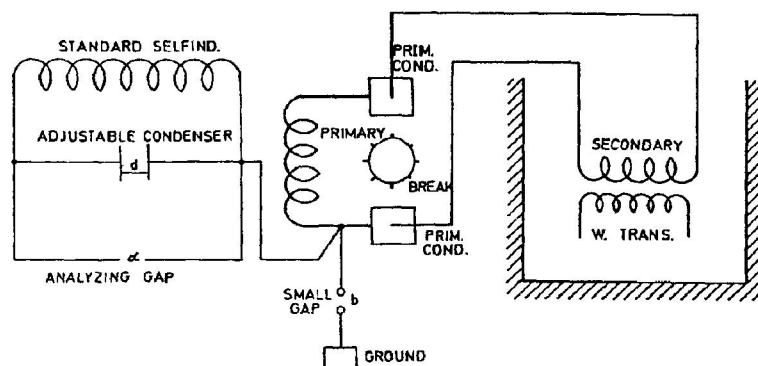 STANDARD SELFIND.
PRIM.
COND.
ADJUSTABLE CONDENSER
d
PRIMARY
BREAK
SECONDARY
W. TRANS.
PRIM.
COND.
α
ANALYZING GAP
SMALL
GAP
b
GROUND